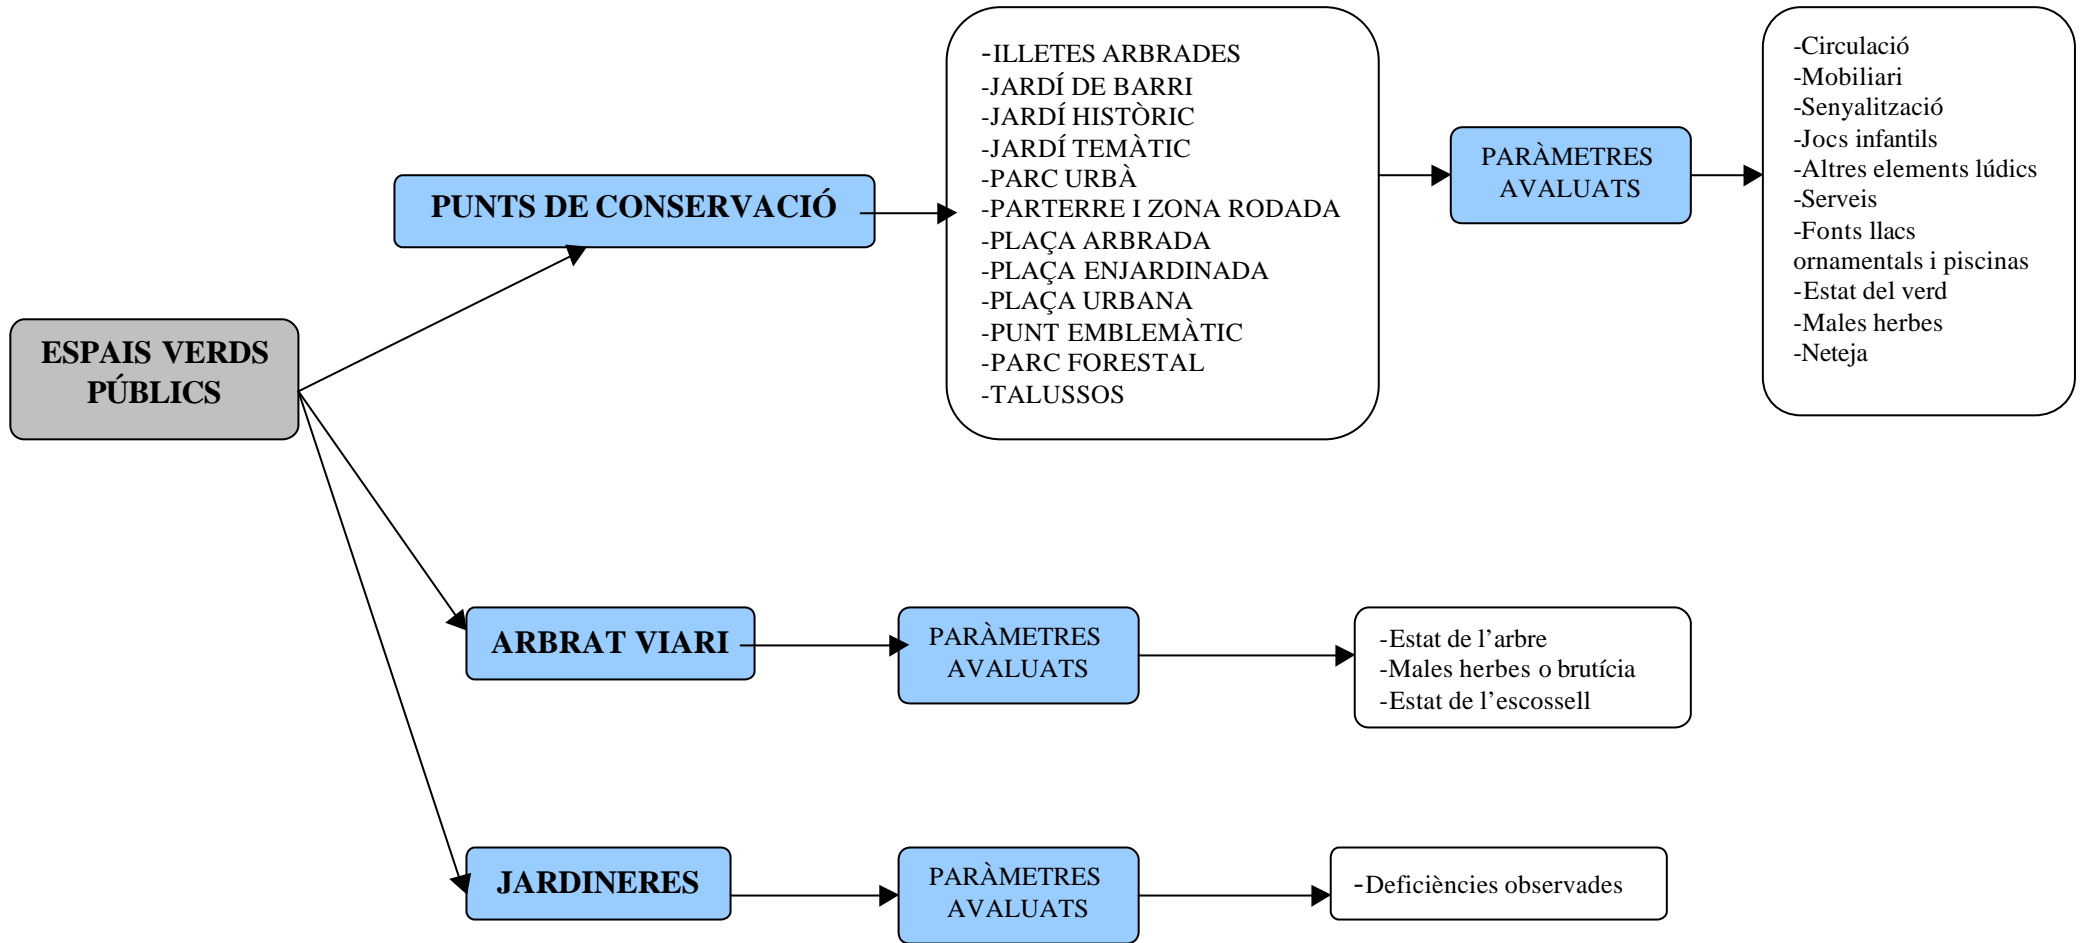 ESPAIS VERDS
PÚBLICS
PUNTS DE CONSERVACIÓ
-ILLETES ARBRADES
-JARDÍ DE BARRI
-JARDÍ HISTÒRIC
-JARDÍ TEMÀTIC
-PARC URBÀ
-PARTERRE I ZONA RODADA
-PLAÇA ARBRADA
-PLAÇA ENJARDINADA
-PLAÇA URBANA
-PUNT EMBLEMÀTIC
-PARC FORESTAL
-TALUSSOS
PARÀMETRES
AVALUATS
-Circulació
-Mobiliari
-Senyalització
-Jocs infantils
-Altres elements lúdics
-Serveis
-Fonts llacs
ornamentals i piscinas
-Estat del verd
-Males herbes
-Neteja
ARBRAT VIARI
PARÀMETRES
AVALUATS
-Estat de l’arbre
-Males herbes o brutícia
-Estat de l’escossell
JARDINERES
PARÀMETRES
AVALUATS
-Deficiències observades